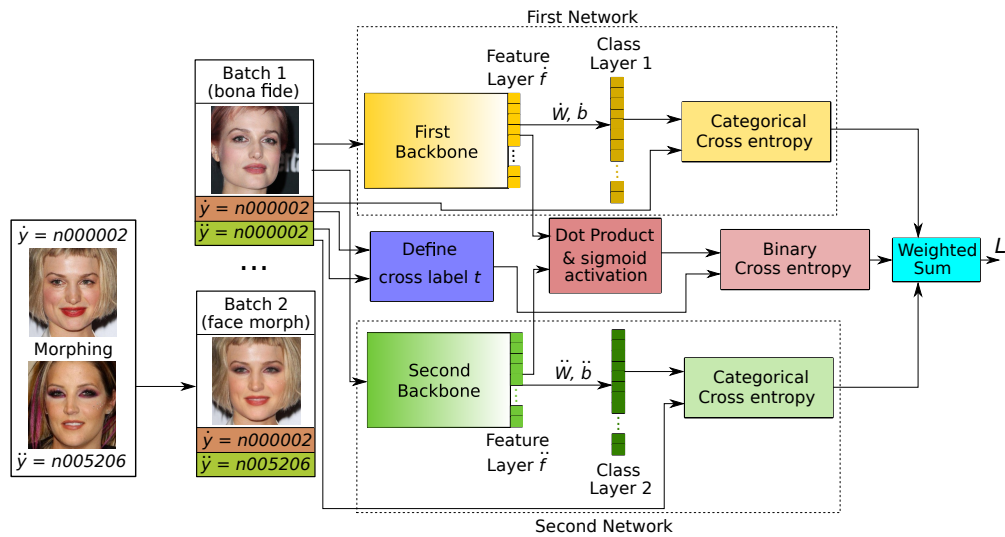 First Network
Batch 1
(bona fide)
ẏ = n000002
ÿ = n000002
...
First
Backbone
Feature
Layer ḟ
Ẇ, ḃ
Class
Layer 1
Categorical
Cross entropy
Define
cross label t
Dot Product
& sigmoid
activation
Binary
Cross entropy
Weighted
Sum
L
ẏ = n000002
Morphing
ÿ = n005206
Batch 2
(face morph)
ẏ = n000002
ÿ = n005206
Second
Backbone
Feature
Layer f̈
Ẅ, b̈
Class
Layer 2
Categorical
Cross entropy
Second Network